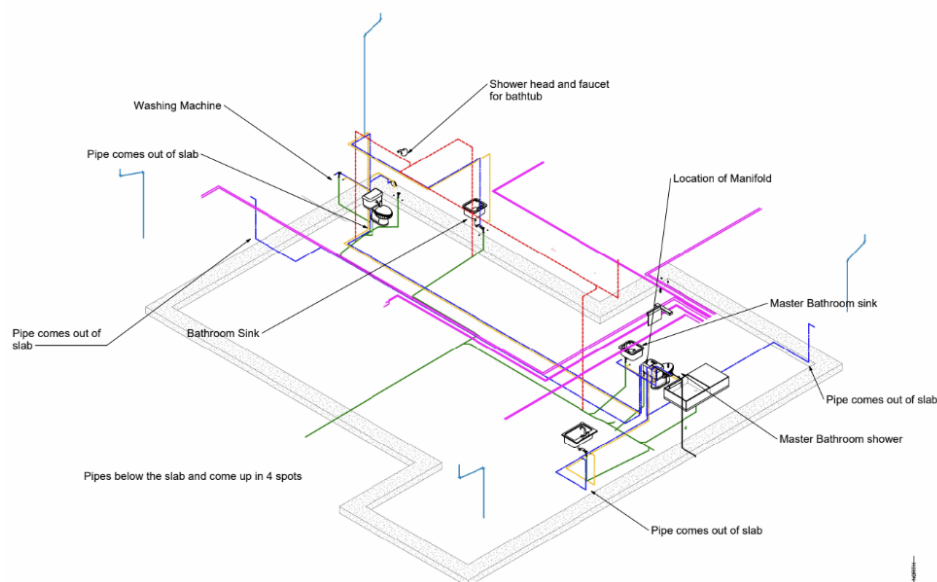 Shower head and faucet
for bathtub
Washing Machine
Pipe comes out of slab
Location of Manifold
Master Bathroom sink
Pipe comes out of
slab
Bathroom Sink
Pipe comes out of slab
Master Bathroom shower
Pipes below the slab and come up in 4 spots
Pipe comes out of slab